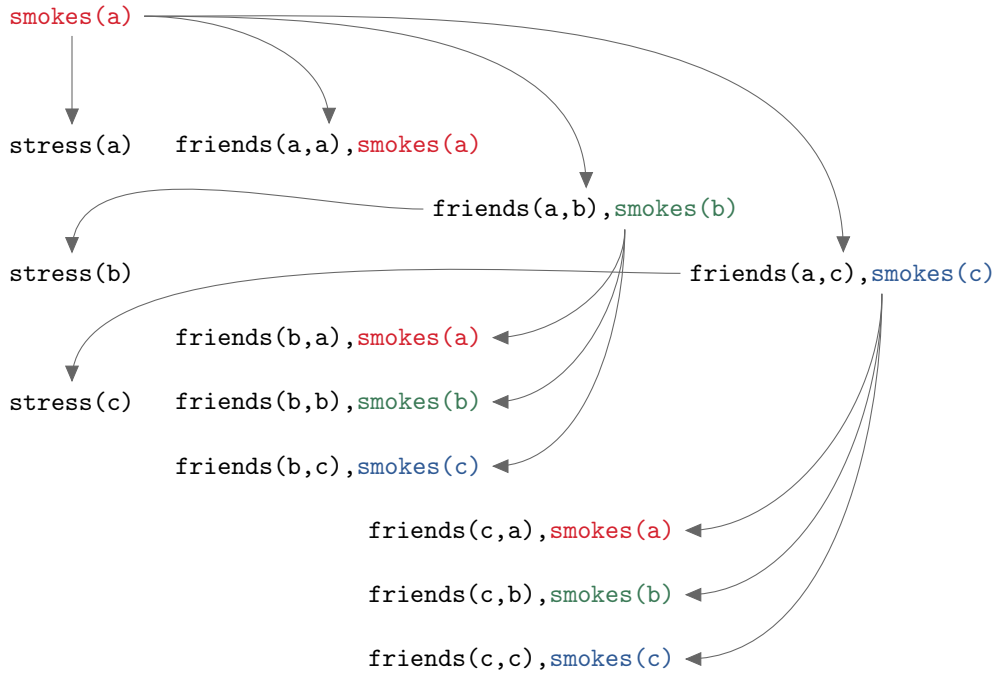 smokes(a)
stress(a)
friends(a,a),smokes(a)
friends(a,b),smokes(b)
stress(b)
friends(a,c),smokes(c)
friends(b,a),smokes(a)
stress(c)
friends(b,b),smokes(b)
friends(b,c),smokes(c)
friends(c,a),smokes(a)
friends(c,b),smokes(b)
friends(c,c),smokes(c)